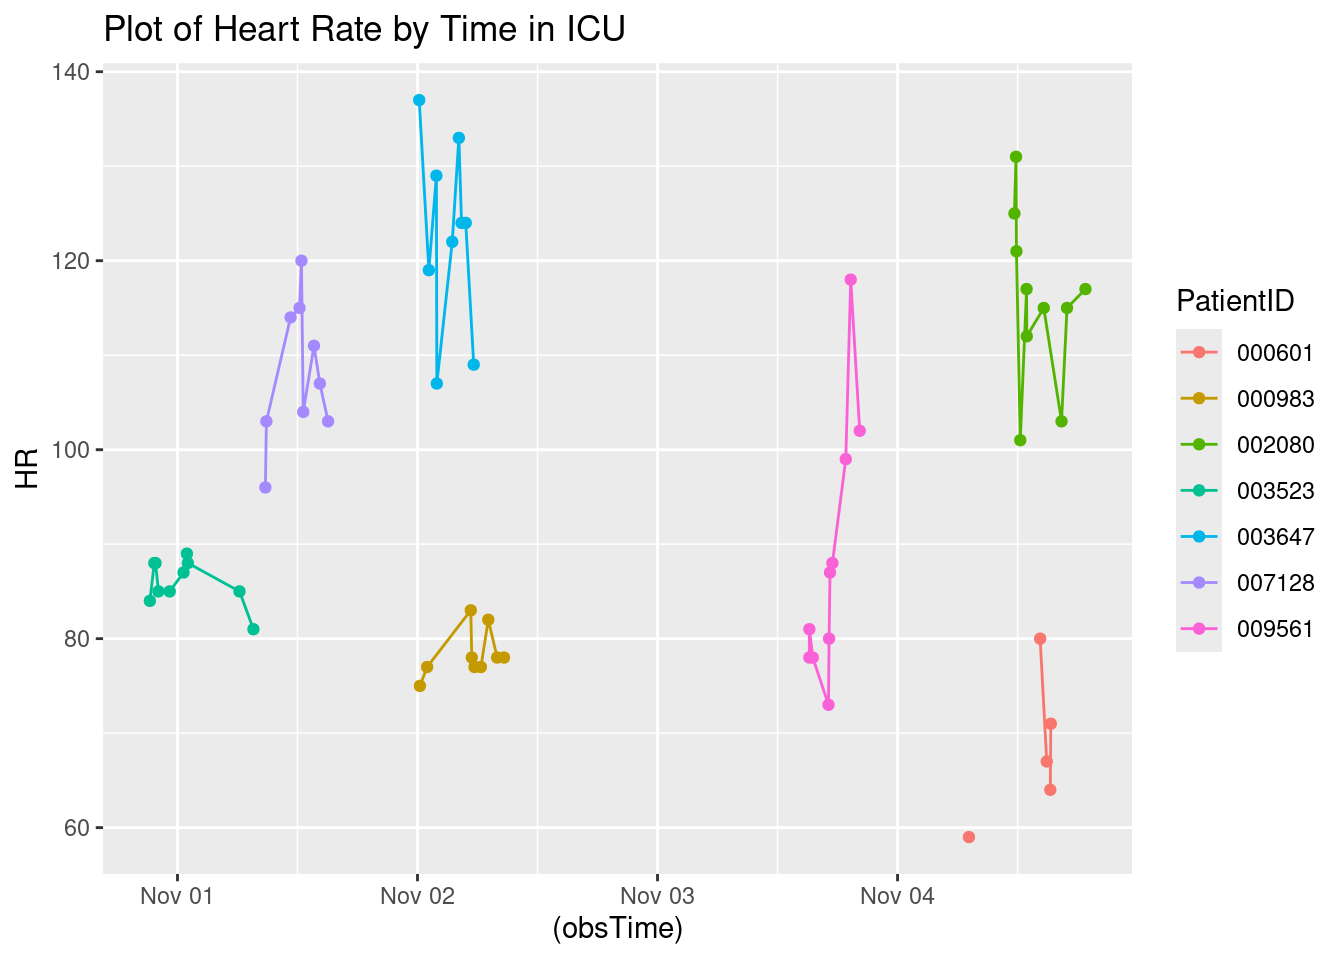 Plot of Heart Rate by Time in ICU
140
120
100
80
60
HR
Nov 01
Nov 02
Nov 03
Nov 04
(obsTime)
PatientID
000601
000983
002080
003523
003647
007128
009561